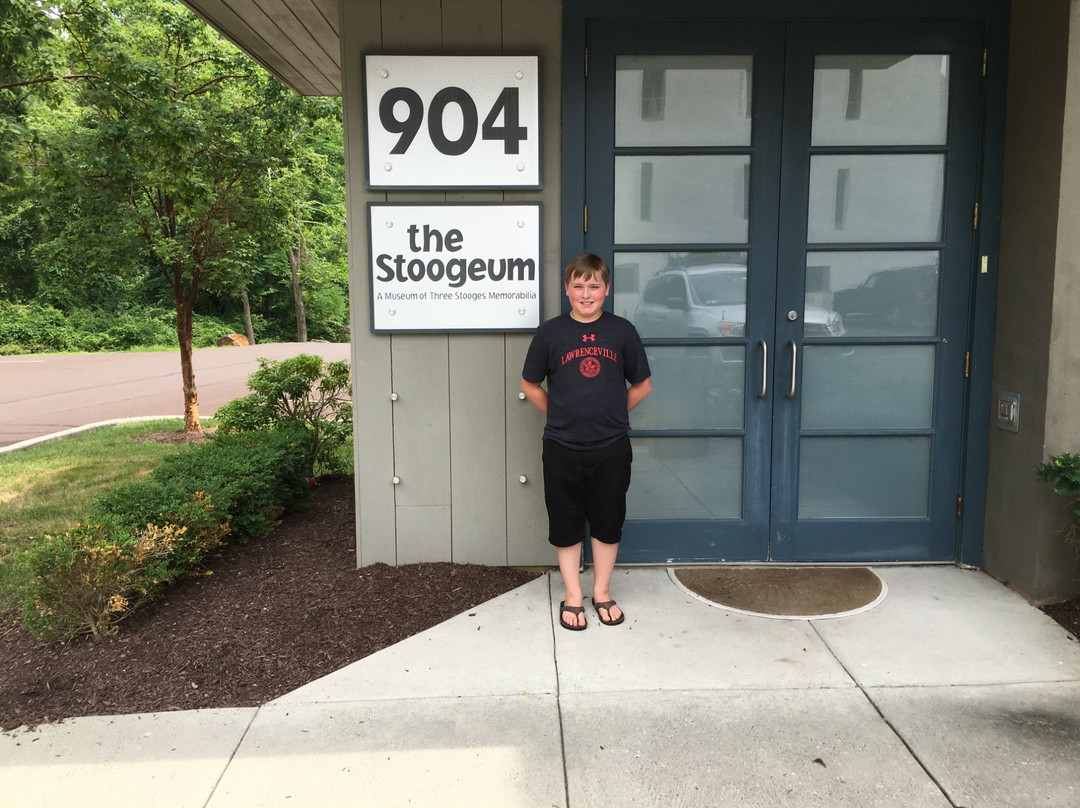 904
the
Stoogeum
A Museum of Three Stooges Memorabilia
LAWRENCEVILLE